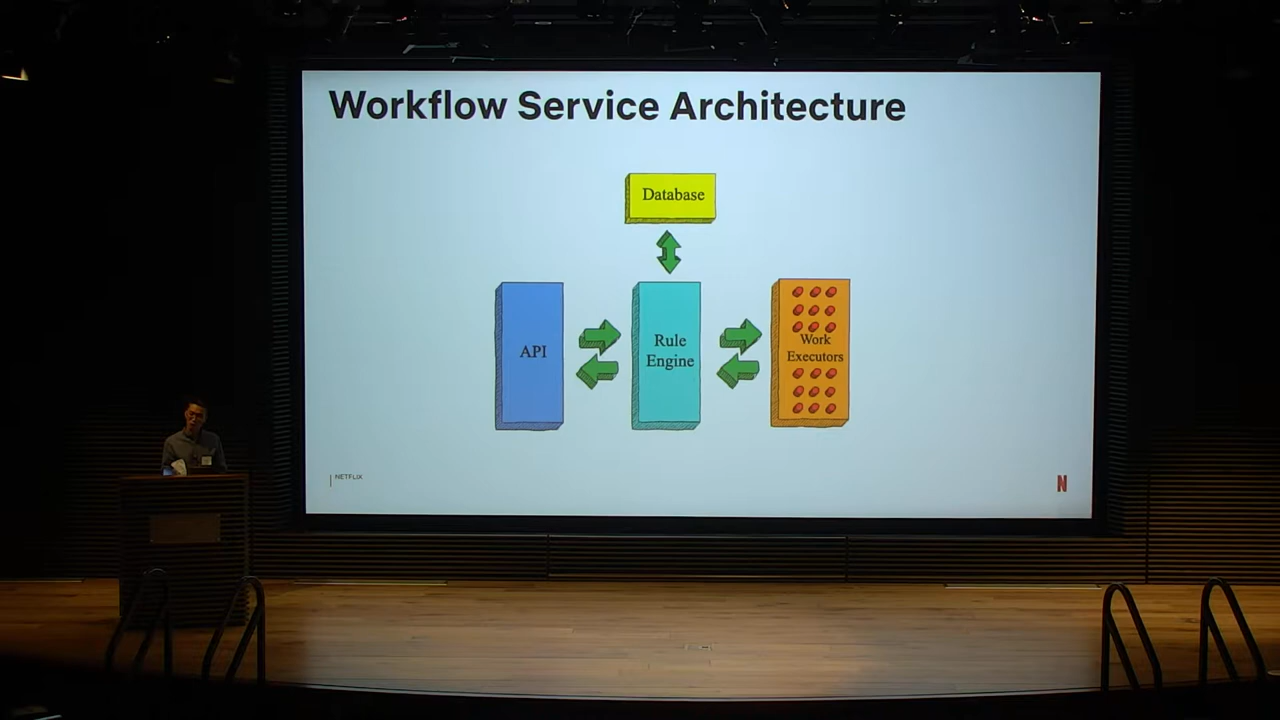 Workflow Service Architecture
Database
API
Rule
Engine
Work
Executors
NETFLIX
N